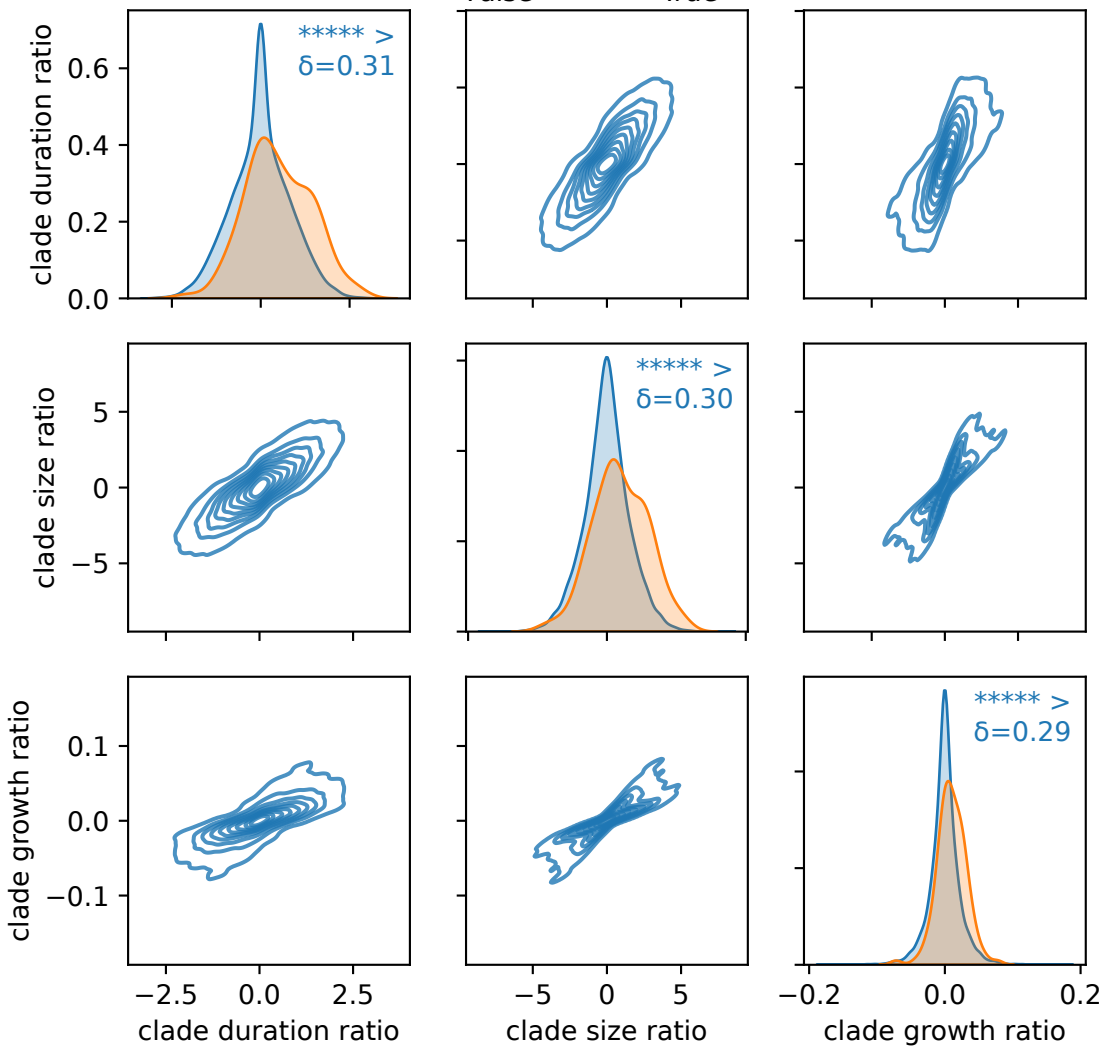 ***** >
δ=0.31
0.6
0.4
0.2
0.0
clade duration ratio
***** >
δ=0.30
5
0
−5
clade size ratio
***** >
δ=0.29
0.1
0.0
−0.1
clade growth ratio
−2.5 0.0 2.5
−5 0 5
−0.2 0.0 0.2
clade duration ratio
clade size ratio
clade growth ratio